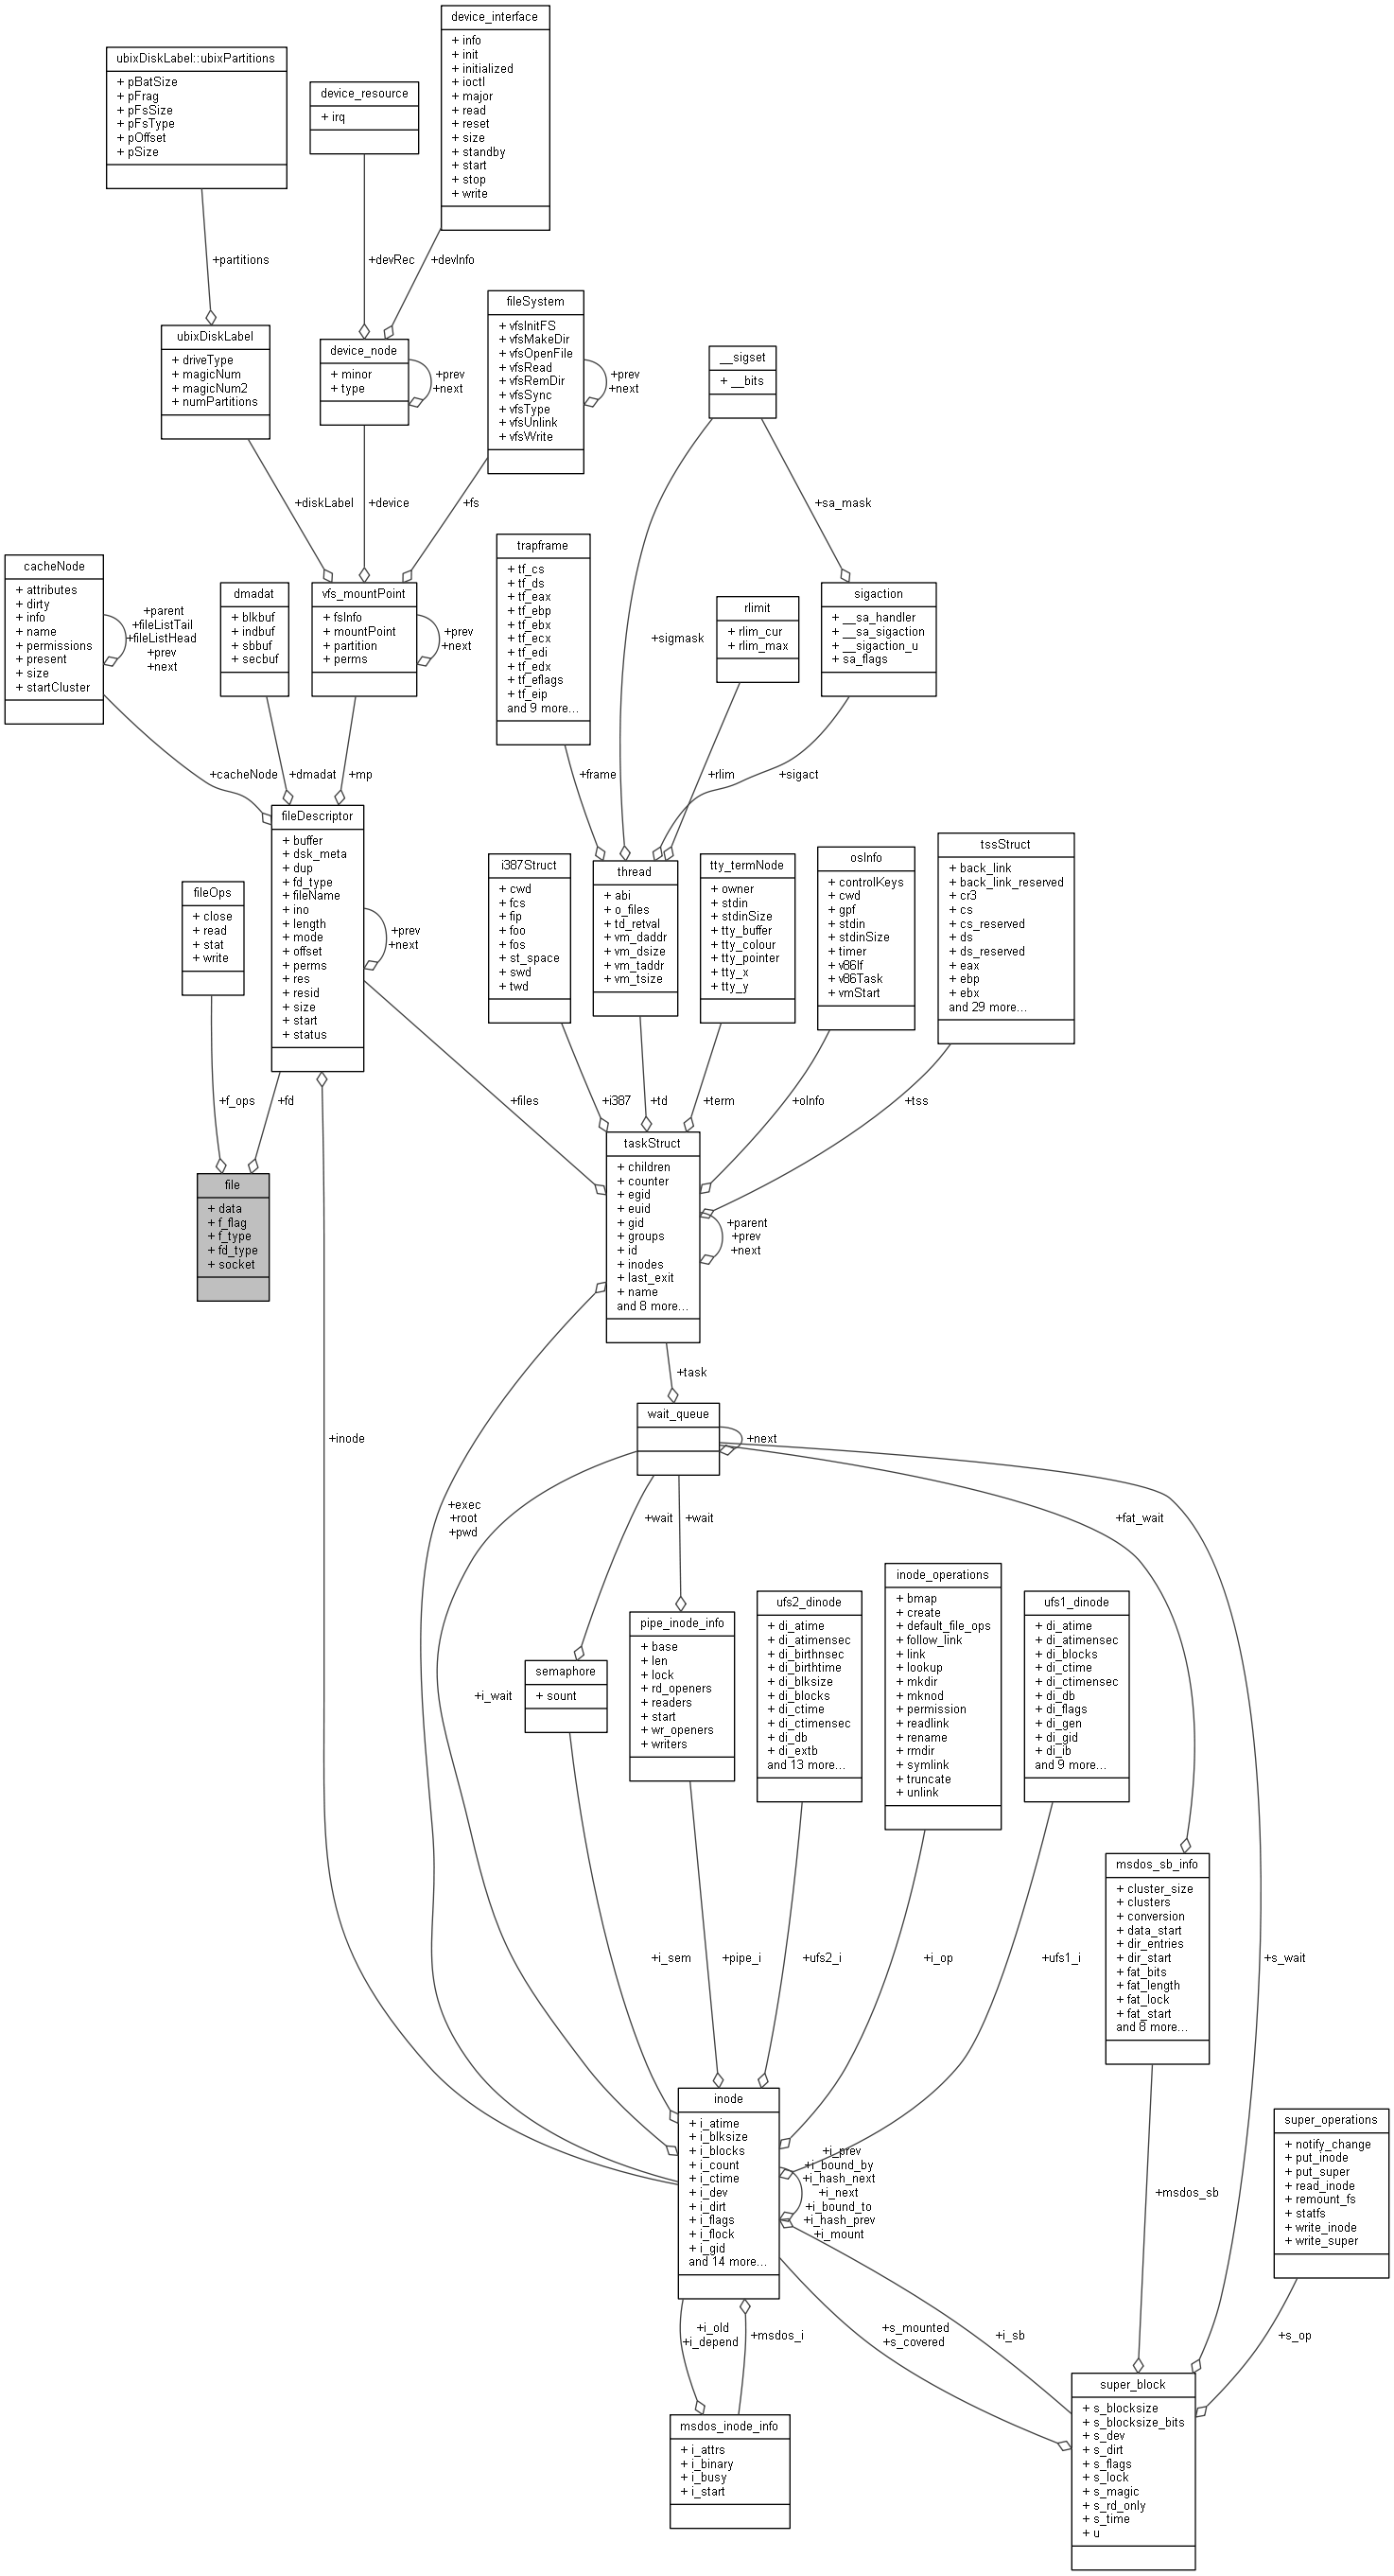 device_interface
+ info
+ init
+ initialized
+ ioctl
+ major
+ read
+ reset
+ size
+ standby
+ start
+ stop
+ write
ubixDiskLabel::ubixPartitions
+ pBatSize
+ pFrag
+ pFsSize
+ pFsType
+ pOffset
+ pSize
device_resource
+ irq
+partitions
+devRec
+devInfo
ubixDiskLabel
+ driveType
+ magicNum
+ magicNum2
+ numPartitions
device_node
+ minor
+ type
+prev
+next
fileSystem
+ vfsInitFS
+ vfsMakeDir
+ vfsOpenFile
+ vfsRead
+ vfsRemDir
+ vfsSync
+ vfsType
+ vfsUnlink
+ vfsWrite
+prev
+next
__sigset
+ __bits
+diskLabel
+device
+fs
+sa_mask
cacheNode
+ attributes
+ dirty
+ info
+ name
+ permissions
+ present
+ size
+ startCluster
+parent
+fileListTail
+fileListHead
+prev
+next
dmadat
+ blkbuf
+ indbuf
+ sbbuf
+ secbuf
vfs_mountPoint
+ fsInfo
+ mountPoint
+ partition
+ perms
+prev
+next
trapframe
+ tf_cs
+ tf_ds
+ tf_eax
+ tf_ebp
+ tf_ebx
+ tf_ecx
+ tf_edi
+ tf_edx
+ tf_eflags
+ tf_eip
and 9 more...
+sigmask
rlimit
+ rlim_cur
+ rlim_max
sigaction
+ __sa_handler
+ __sa_sigaction
+ __sigaction_u
+ sa_flags
+cacheNode
+dmadat
+mp
+frame
+rlim
+sigact
fileDescriptor
+ buffer
+ dsk_meta
+ dup
+ fd_type
+ fileName
+ ino
+ length
+ mode
+ offset
+ perms
+ res
+ resid
+ size
+ start
+ status
+prev
+next
fileOps
+ close
+ read
+ stat
+ write
i387Struct
+ cwd
+ fcs
+ fip
+ foo
+ fos
+ st_space
+ swd
+ twd
thread
+ abi
+ o_files
+ td_retval
+ vm_daddr
+ vm_dsize
+ vm_taddr
+ vm_tsize
tty_termNode
+ owner
+ stdin
+ stdinSize
+ tty_buffer
+ tty_colour
+ tty_pointer
+ tty_x
+ tty_y
osInfo
+ controlKeys
+ cwd
+ gpf
+ stdin
+ stdinSize
+ timer
+ v86If
+ v86Task
+ vmStart
tssStruct
+ back_link
+ back_link_reserved
+ cr3
+ cs
+ cs_reserved
+ ds
+ ds_reserved
+ eax
+ ebp
+ ebx
and 29 more...
+f_ops
+fd
+files
+i387
+td
+term
+oInfo
+tss
file
+ data
+ f_flag
+ f_type
+ fd_type
+ socket
taskStruct
+ children
+ counter
+ egid
+ euid
+ gid
+ groups
+ id
+ inodes
+ last_exit
+ name
and 8 more...
+parent
+prev
+next
+task
wait_queue
+next
+inode
+exec
+root
+pwd
+wait
+wait
+fat_wait
+i_wait
semaphore
+ sount
pipe_inode_info
+ base
+ len
+ lock
+ rd_openers
+ readers
+ start
+ wr_openers
+ writers
ufs2_dinode
+ di_atime
+ di_atimensec
+ di_birthnsec
+ di_birthtime
+ di_blksize
+ di_blocks
+ di_ctime
+ di_ctimensec
+ di_db
+ di_extb
and 13 more...
inode_operations
+ bmap
+ create
+ default_file_ops
+ follow_link
+ link
+ lookup
+ mkdir
+ mknod
+ permission
+ readlink
+ rename
+ rmdir
+ symlink
+ truncate
+ unlink
ufs1_dinode
+ di_atime
+ di_atimensec
+ di_blocks
+ di_ctime
+ di_ctimensec
+ di_db
+ di_flags
+ di_gen
+ di_gid
+ di_ib
and 9 more...
msdos_sb_info
+ cluster_size
+ clusters
+ conversion
+ data_start
+ dir_entries
+ dir_start
+ fat_bits
+ fat_length
+ fat_lock
+ fat_start
and 8 more...
+i_sem
+pipe_i
+ufs2_i
+i_op
+ufs1_i
+s_wait
inode
+ i_atime
+ i_blksize
+ i_blocks
+ i_count
+ i_ctime
+ i_dev
+ i_dirt
+ i_flags
+ i_flock
+ i_gid
and 14 more...
+i_prev
+i_bound_by
+i_hash_next
+i_next
+i_bound_to
+i_hash_prev
+i_mount
+msdos_sb
super_operations
+ notify_change
+ put_inode
+ put_super
+ read_inode
+ remount_fs
+ statfs
+ write_inode
+ write_super
+i_old
+i_depend
+msdos_i
+s_mounted
+s_covered
+i_sb
+s_op
msdos_inode_info
+ i_attrs
+ i_binary
+ i_busy
+ i_start
super_block
+ s_blocksize
+ s_blocksize_bits
+ s_dev
+ s_dirt
+ s_flags
+ s_lock
+ s_magic
+ s_rd_only
+ s_time
+ u